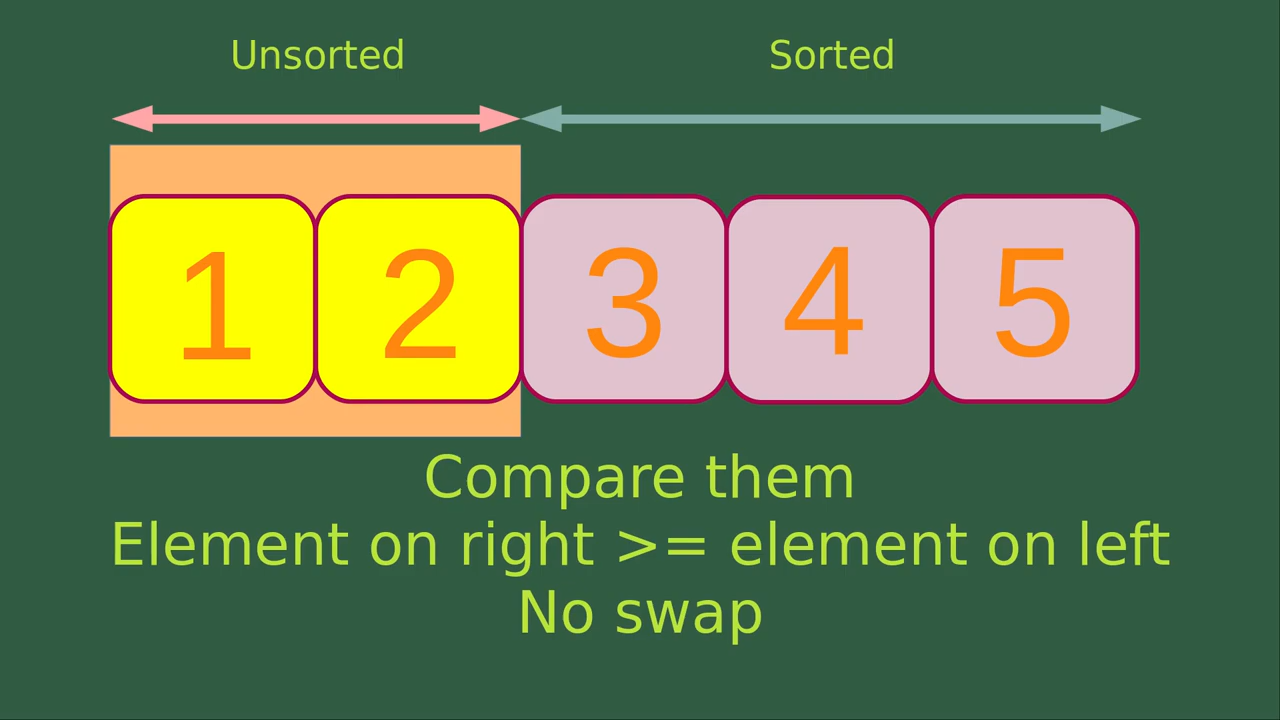 Unsorted Sorted
1 2 3 4 5
Compare them
Element on right >= element on left
No swap